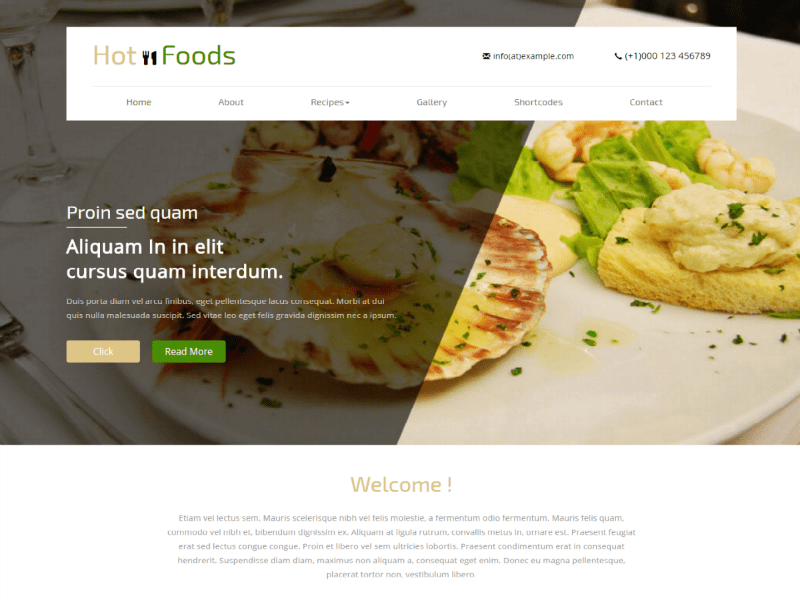 Hot Foods
info(at)example.com
(+1)000 123 456789
Home About Recipes Gallery Shortcodes Contact
Proin sed quam
Aliquam In in elit
cursus quam interdum.
Duis porta diam vel arcu finibus, eget pellentesque lacus consequat. Morbi at dui
quis nulla malesuada suscipit. Sed vitae leo eget felis gravida dignissim nec a ipsum.
Click Read More
Welcome !
Etiam vel lectus sem. Mauris scelerisque nibh vel felis molestie, a fermentum odio fermentum. Mauris felis quam,
commodo vel nibh et, bibendum dignissim ex. Aliquam at ligula rutrum, convallis metus in, ornare est. Praesent feugiat
erat sed lectus congue congue. Proin et libero vel sem ultricies lobortis. Praesent condimentum erat in consequat
hendrerit. Suspendisse diam diam, maximus non aliquam a, consequat eget enim. Donec eu magna pellentesque,
placerat tortor non, vestibulum libero